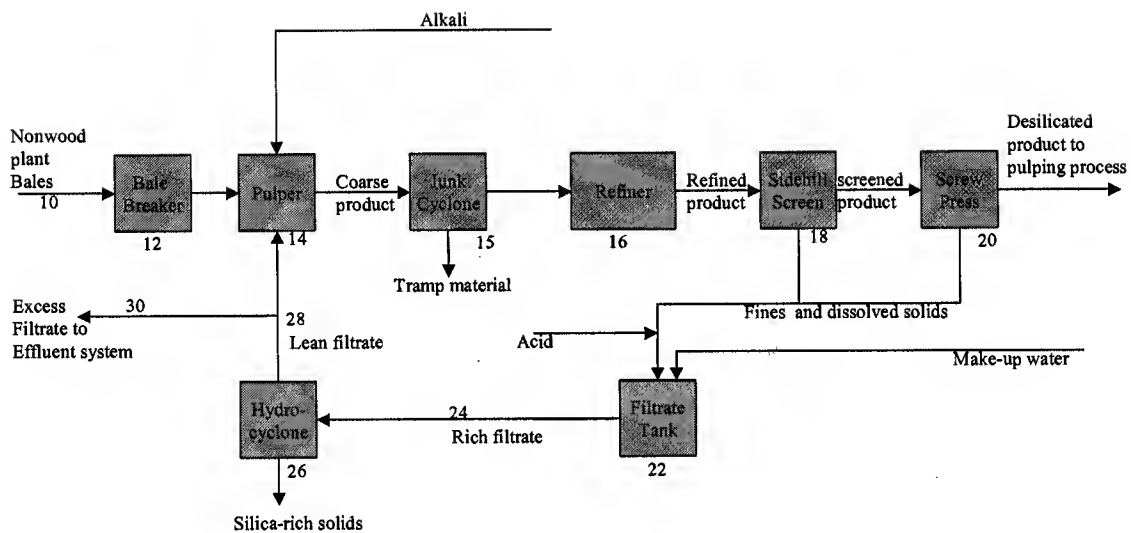 Alkali
Nonwood
plant
Bales
10
Bale
Breaker
12
Pulper
14
Coarse
product
Junk
Cyclone
15
Tramp material
Refiner
16
Refined
product
Sidehill
Screen
18
screened
product
Screw
Press
20
Desilicated
product to
pulping process
Excess
Filtrate to
Effluent system
30
28
Lean filtrate
Fines and dissolved solids
Acid
Make-up water
Hydro-
cyclone
26
24
Rich filtrate
Filtrate
Tank
22
Silica-rich solids